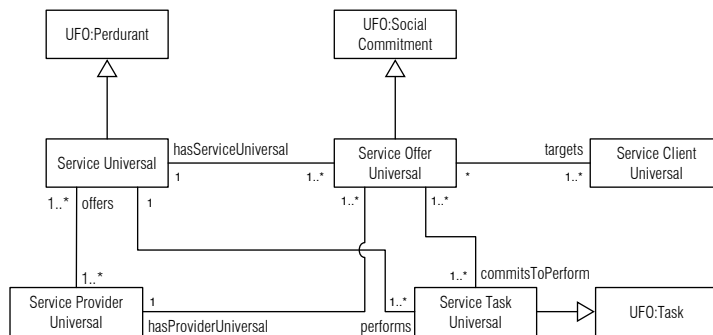 UFO:Perdurant
UFO:Social
Commitment
Service Universal
hasServiceUniversal
1
1..*
Service Offer
Universal
targets
*
1..*
Service Client
Universal
1..*
offers
1
1..*
1..*
1..*
1..*
commitsToPerform
Service Provider
Universal
1
hasProviderUniversal
1..*
performs
Service Task
Universal
UFO:Task